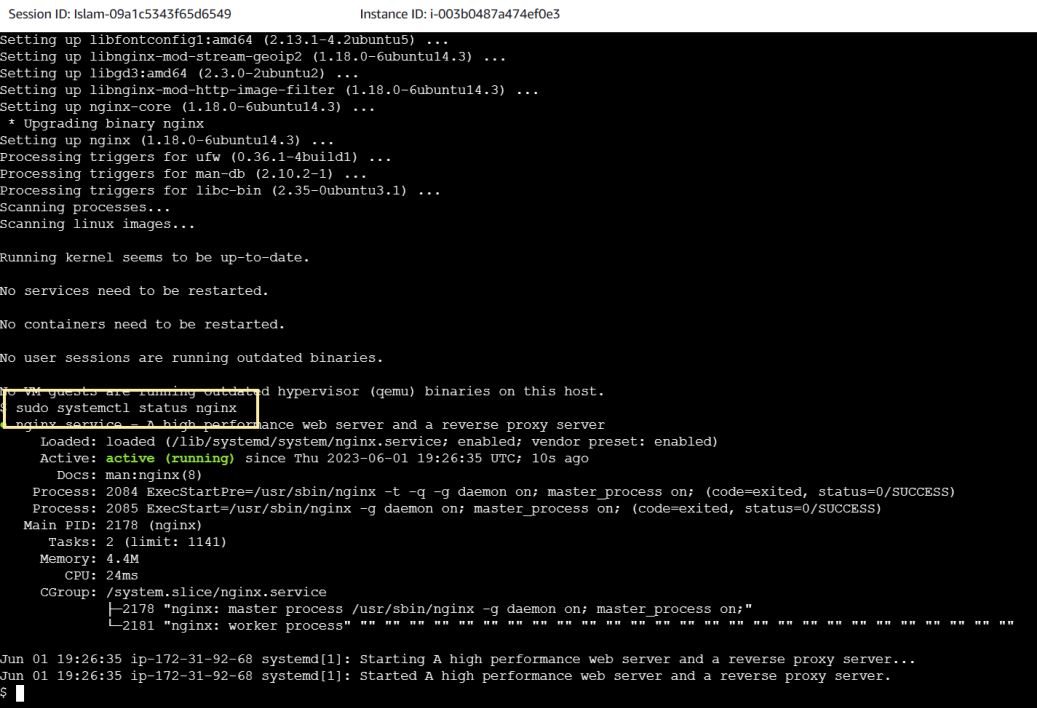 Session ID: Islam-09a1c5343f65d6549 Instance ID: i-003b0487a474ef0e3
Setting up libfontconfig1:amd64 (2.13.1-4.2ubuntu5) ...
Setting up libnginx-mod-stream-geoip2 (1.18.0-6ubuntu14.3) ...
Setting up libgd3:amd64 (2.3.0-2ubuntu2) ...
Setting up libnginx-mod-http-image-filter (1.18.0-6ubuntu14.3) ...
Setting up nginx-core (1.18.0-6ubuntu14.3) ...
 * Upgrading binary nginx
Setting up nginx (1.18.0-6ubuntu14.3) ...
Processing triggers for ufw (0.36.1-4build1) ...
Processing triggers for man-db (2.10.2-1) ...
Processing triggers for libc-bin (2.35-0ubuntu3.1) ...
Scanning processes...
Scanning linux images...
Running kernel seems to be up-to-date.
No services need to be restarted.
No containers need to be restarted.
No user sessions are running outdated binaries.
No VM guests are running outdated hypervisor (qemu) binaries on this host.
$ sudo systemctl status nginx
● nginx.service - A high performance web server and a reverse proxy server
Loaded: loaded (/lib/systemd/system/nginx.service; enabled; vendor preset: enabled)
Active: active (running) since Thu 2023-06-01 19:26:35 UTC; 10s ago
Docs: man:nginx(8)
Process: 2084 ExecStartPre=/usr/sbin/nginx -t -q -g daemon on; master_process on; (code=exited, status=0/SUCCESS)
Process: 2085 ExecStart=/usr/sbin/nginx -g daemon on; master_process on; (code=exited, status=0/SUCCESS)
Main PID: 2178 (nginx)
Tasks: 2 (limit: 1141)
Memory: 4.4M
CPU: 24ms
CGroup: /system.slice/nginx.service
├─2178 "nginx: master process /usr/sbin/nginx -g daemon on; master_process on;"
└─2181 "nginx: worker process" "" "" "" "" "" "" "" "" "" "" "" "" "" "" "" "" "" "" "" "" "" "" "" "" "" "" ""
Jun 01 19:26:35 ip-172-31-92-68 systemd[1]: Starting A high performance web server and a reverse proxy server...
Jun 01 19:26:35 ip-172-31-92-68 systemd[1]: Started A high performance web server and a reverse proxy server.
$